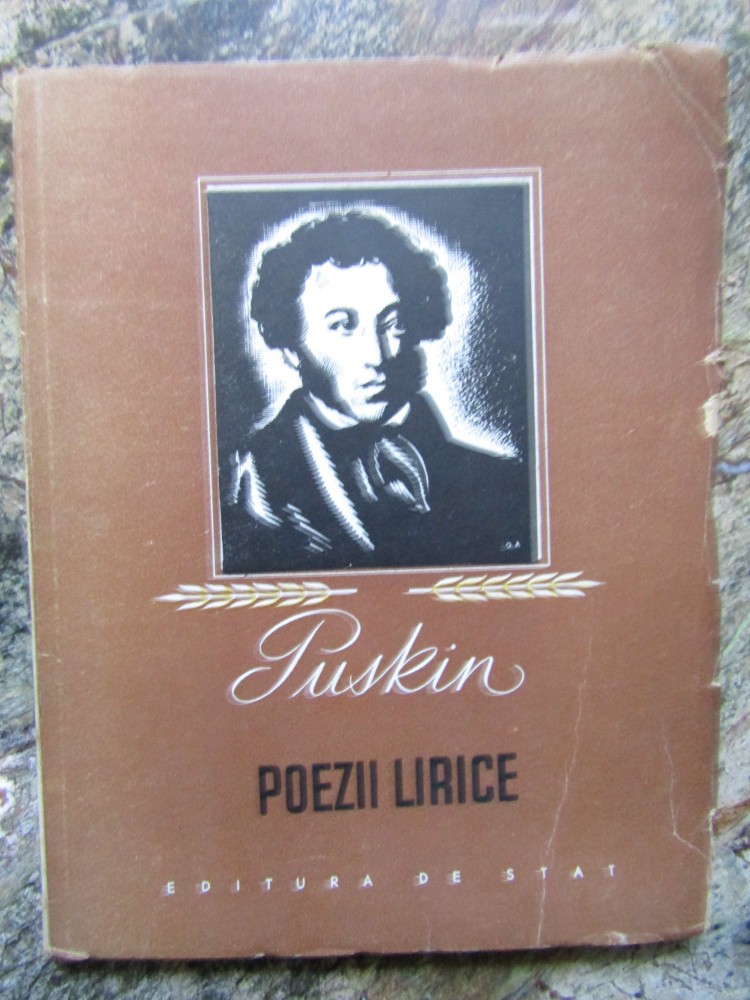 G.A
Puskin
POEZII LIRICE
EDITURA DE STAT